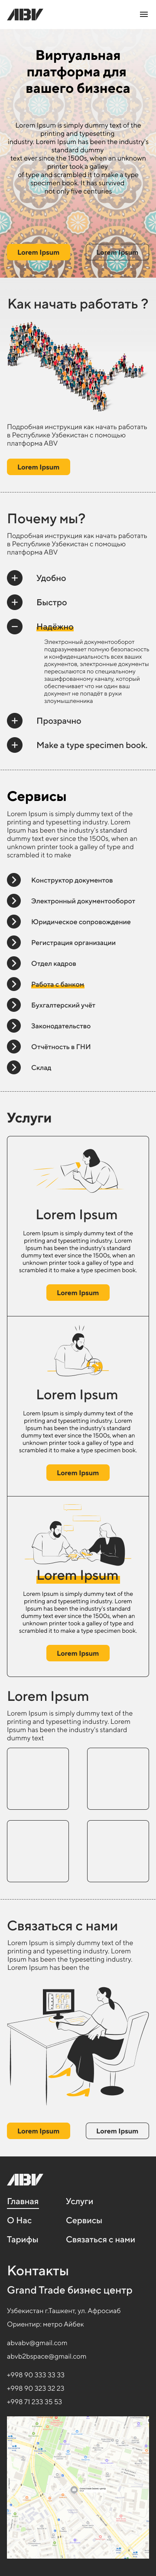 ABV
Виртуальная
платформа для
вашего бизнеса
Lorem Ipsum is simply dummy text of the
printing and typesetting
industry. Lorem Ipsum has been the industry's
standard dummy
text ever since the 1500s, when an unknown
printer took a galley
of type and scrambled it to make a type
specimen book. It has survived
not only five centuries
Lorem Ipsum
Lorem Ipsum
Как начать работать ?
Подробная инструкция как начать работать
в Республике Узбекистан с помощью
платформа ABV
Lorem Ipsum
Почему мы?
Подробная инструкция как начать работать
в Республике Узбекистан с помощью
платформа ABV
Удобно
Быстро
Надёжно
Электронный документооборот
подразумевает полную безопасность
и конфиденциальность всех ваших
документов, электронные документы
пересылаются по специальному
зашифрованному каналу, который
обеспечивает что ни один ваш
документ не попадёт в руки
злоумышленника
Прозрачно
Make a type specimen book.
Сервисы
Lorem Ipsum is simply dummy text of the
printing and typesetting industry. Lorem
Ipsum has been the industry's standard
dummy text ever since the 1500s, when an
unknown printer took a galley of type and
scrambled it to make
Конструктор документов
Электронный документооборот
Юридическое сопровождение
Регистрация организации
Отдел кадров
Работа с банком
Бухгалтерский учёт
Законодательство
Отчётность в ГНИ
Склад
Услуги
Lorem Ipsum
Lorem Ipsum is simply dummy text of the
printing and typesetting industry. Lorem
Ipsum has been the industry's standard
dummy text ever since the 1500s, when an
unknown printer took a galley of type and
scrambled it to make a type specimen book.
Lorem Ipsum
Lorem Ipsum
Lorem Ipsum is simply dummy text of the
printing and typesetting industry. Lorem
Ipsum has been the industry's standard
dummy text ever since the 1500s, when an
unknown printer took a galley of type and
scrambled it to make a type specimen book.
Lorem Ipsum
Lorem Ipsum
Lorem Ipsum is simply dummy text of the
printing and typesetting industry. Lorem
Ipsum has been the industry's standard
dummy text ever since the 1500s, when an
unknown printer took a galley of type and
scrambled it to make a type specimen book.
Lorem Ipsum
Lorem Ipsum
Lorem Ipsum is simply dummy text of the
printing and typesetting industry. Lorem
Ipsum has been the industry's standard
dummy text
Связаться с нами
Lorem Ipsum is simply dummy text of the
printing and typesetting industry. Lorem
Ipsum has been the industry's standard.
Lorem Ipsum has been the
Lorem Ipsum
Lorem Ipsum
ABV
Главная
Услуги
О Нас
Сервисы
Тарифы
Связаться с нами
Контакты
Grand Trade бизнес центр
Узбекистан г.Ташкент, ул. Афросиаб
Ориентир: метро Айбек
abvabv@gmail.com
abvb2bspace@gmail.com
+998 90 333 33 33
+998 90 323 32 23
+998 71 233 35 53